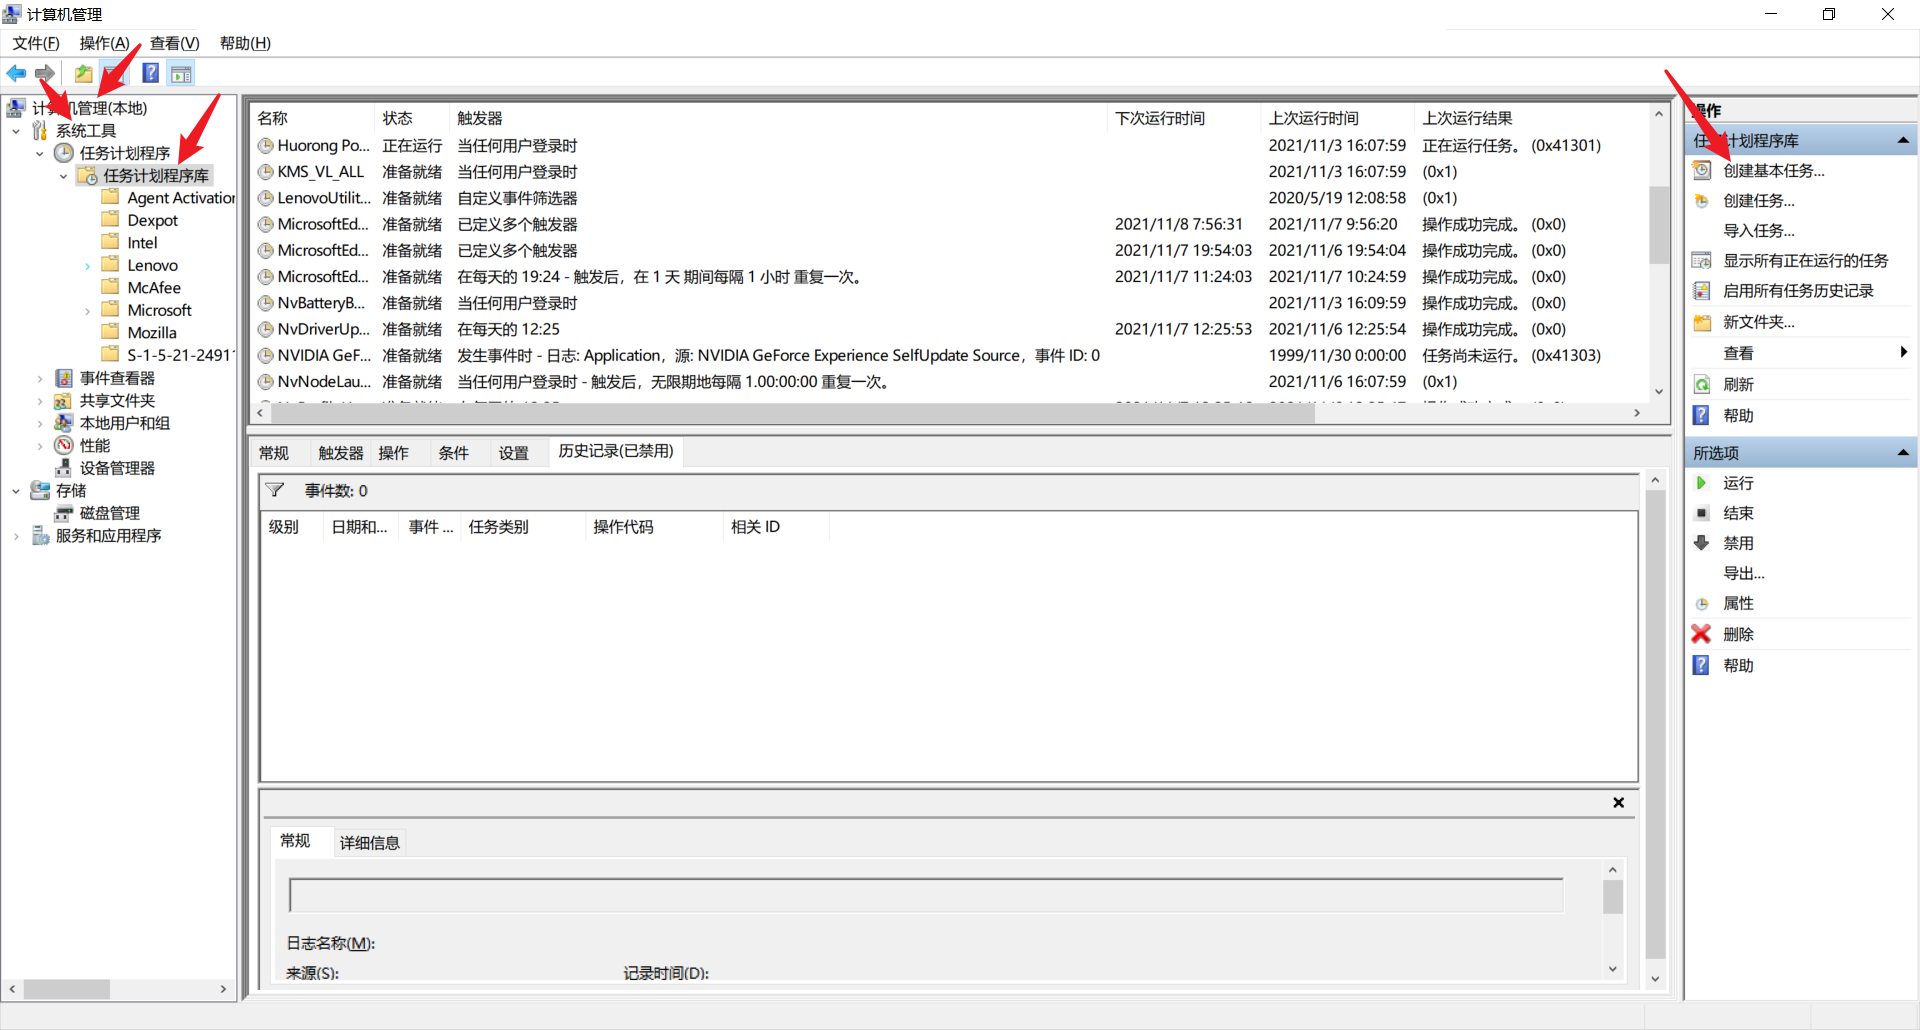 计算机管理
文件(F) 操作(A) 查看(V) 帮助(H)
计算机管理(本地)
系统工具
任务计划程序
任务计划程序库
Agent Activation
Dexpot
Intel
Lenovo
McAfee
Microsoft
Mozilla
S-1-5-21-24911
事件查看器
共享文件夹
本地用户和组
性能
设备管理器
存储
磁盘管理
服务和应用程序
名称 状态 触发器 下次运行时间 上次运行时间 上次运行结果
Huorong Po... 正在运行 当任何用户登录时 2021/11/3 16:07:59 正在运行任务。 (0x41301)
KMS_VL_ALL 准备就绪 当任何用户登录时 2021/11/3 16:07:59 (0x1)
LenovoUtilit... 准备就绪 自定义事件筛选器 2020/5/19 12:08:58 (0x1)
MicrosoftEd... 准备就绪 已定义多个触发器 2021/11/8 7:56:31 2021/11/7 9:56:20 操作成功完成。 (0x0)
MicrosoftEd... 准备就绪 已定义多个触发器 2021/11/7 19:54:03 2021/11/6 19:54:04 操作成功完成。 (0x0)
MicrosoftEd... 准备就绪 在每天的 19:24 - 触发后，在 1 天 期间每隔 1 小时 重复一次。 2021/11/7 11:24:03 2021/11/7 10:24:59 操作成功完成。 (0x0)
NvBatteryB... 准备就绪 当任何用户登录时 2021/11/3 16:09:59 操作成功完成。 (0x0)
NvDriverUp... 准备就绪 在每天的 12:25 2021/11/7 12:25:53 2021/11/6 12:25:54 操作成功完成。 (0x0)
NVIDIA GeF... 准备就绪 发生事件时 - 日志: Application，源: NVIDIA GeForce Experience SelfUpdate Source，事件 ID: 0 1999/11/30 0:00:00 任务尚未运行。 (0x41303)
NvNodeLau... 准备就绪 当任何用户登录时 - 触发后，无限期地每隔 1.00:00:00 重复一次。 2021/11/6 16:07:59 (0x1)
常规 触发器 操作 条件 设置 历史记录(已禁用)
事件数: 0
级别 日期和... 事件 ... 任务类别 操作代码 相关 ID
常规 详细信息
日志名称(M):
来源(S): 记录时间(D):
操作
任务计划程序库
创建基本任务...
创建任务...
导入任务...
显示所有正在运行的任务
启用所有任务历史记录
新文件夹...
查看
刷新
帮助
所选项
运行
结束
禁用
导出...
属性
删除
帮助